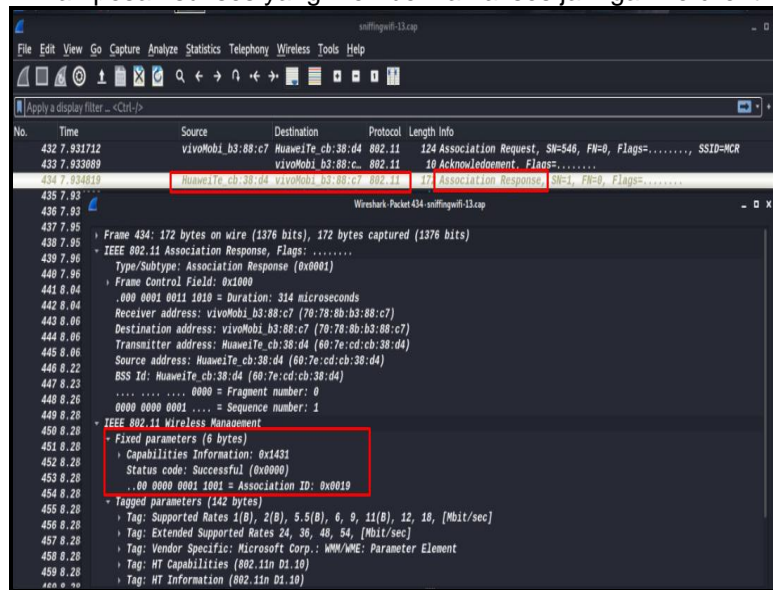 sniffingwifi-13.cap
File Edit View Go Capture Analyze Statistics Telephony Wireless Tools Help
Apply a display filter ... <Ctrl-/>
No. Time Source Destination Protocol Length Info
432 7.931712 vivoMobi_b3:88:c7 HuaweiTe_cb:38:d4 802.11 124 Association Request, SN=546, FN=0, Flags=........, SSID=MCR
433 7.933089 vivoMobi_b3:88:c… 802.11 10 Acknowledgement, Flags=........
434 7.934819 HuaweiTe_cb:38:d4 vivoMobi_b3:88:c7 802.11 172 Association Response, SN=1, FN=0, Flags=........
435 7.93
436 7.93
Wireshark·Packet 434·sniffingwifi-13.cap
437 7.95
438 7.95
439 7.96
440 7.96
441 8.04
442 8.04
443 8.06
444 8.06
445 8.06
446 8.22
447 8.23
448 8.26
449 8.28
450 8.28
451 8.28
452 8.28
453 8.28
454 8.28
455 8.28
456 8.28
457 8.28
458 8.28
459 8.28
Frame 434: 172 bytes on wire (1376 bits), 172 bytes captured (1376 bits)
IEEE 802.11 Association Response, Flags: ........
Type/Subtype: Association Response (0x0001)
Frame Control Field: 0x1000
.000 0001 0011 1010 = Duration: 314 microseconds
Receiver address: vivoMobi_b3:88:c7 (70:78:8b:b3:88:c7)
Destination address: vivoMobi_b3:88:c7 (70:78:8b:b3:88:c7)
Transmitter address: HuaweiTe_cb:38:d4 (60:7e:cd:cb:38:d4)
Source address: HuaweiTe_cb:38:d4 (60:7e:cd:cb:38:d4)
BSS Id: HuaweiTe_cb:38:d4 (60:7e:cd:cb:38:d4)
.... .... .... 0000 = Fragment number: 0
0000 0000 0001 .... = Sequence number: 1
IEEE 802.11 Wireless Management
Fixed parameters (6 bytes)
Capabilities Information: 0x1431
Status code: Successful (0x0000)
..00 0000 0001 1001 = Association ID: 0x0019
Tagged parameters (142 bytes)
Tag: Supported Rates 1(B), 2(B), 5.5(B), 6, 9, 11(B), 12, 18, [Mbit/sec]
Tag: Extended Supported Rates 24, 36, 48, 54, [Mbit/sec]
Tag: Vendor Specific: Microsoft Corp.: WMM/WME: Parameter Element
Tag: HT Capabilities (802.11n D1.10)
Tag: HT Information (802.11n D1.10)